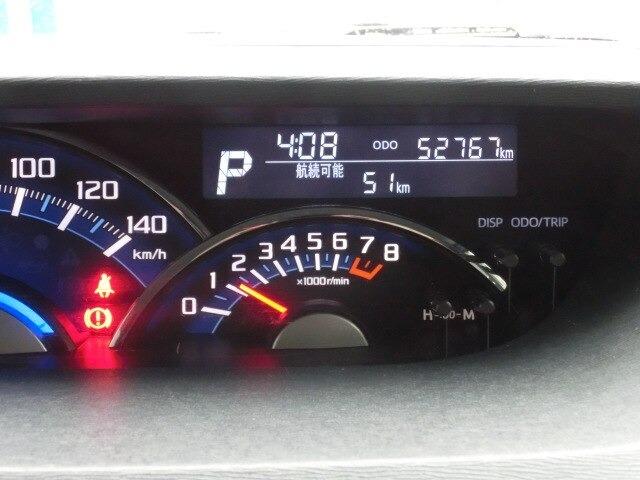 4:08 ODO 52767km
P
航続可能 51km
100
120
140
km/h
DISP ODO/TRIP
0 1 2 3 4 5 6 7 8
×1000r/min